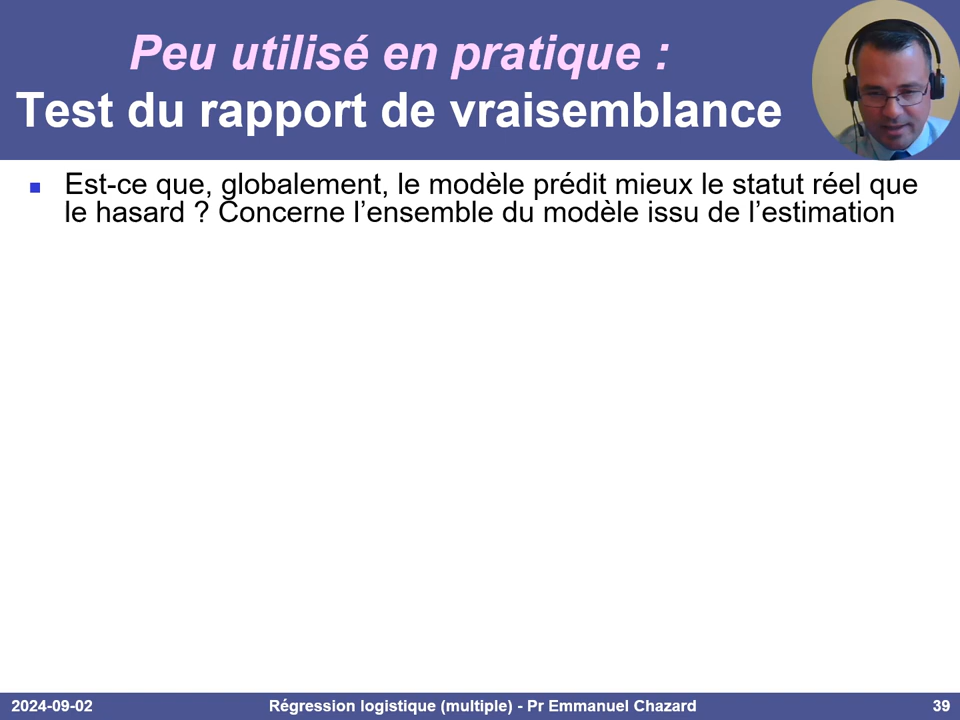 Peu utilisé en pratique :
Test du rapport de vraisemblance
Est-ce que, globalement, le modèle prédit mieux le statut réel que
le hasard ? Concerne l’ensemble du modèle issu de l’estimation
2024-09-02 Régression logistique (multiple) - Pr Emmanuel Chazard 39